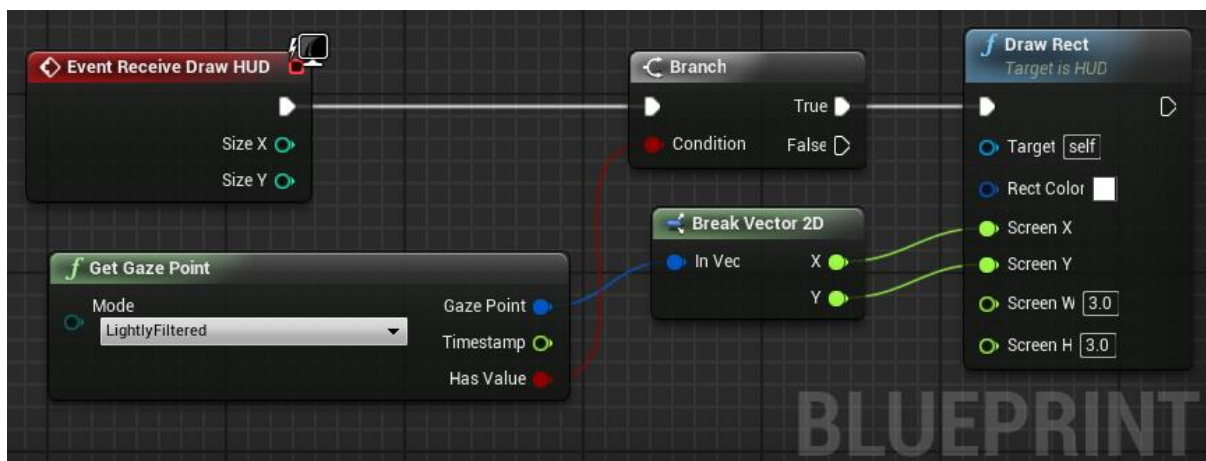 Event Receive Draw HUD
Size X
Size Y
Get Gaze Point
Mode
LightlyFiltered
Gaze Point
Timestamp
Has Value
Branch
True
Condition
False
Break Vector 2D
In Vec
X
Y
Draw Rect
Target is HUD
Target self
Rect Color
Screen X
Screen Y
Screen W 3.0
Screen H 3.0
BLUEPRINT